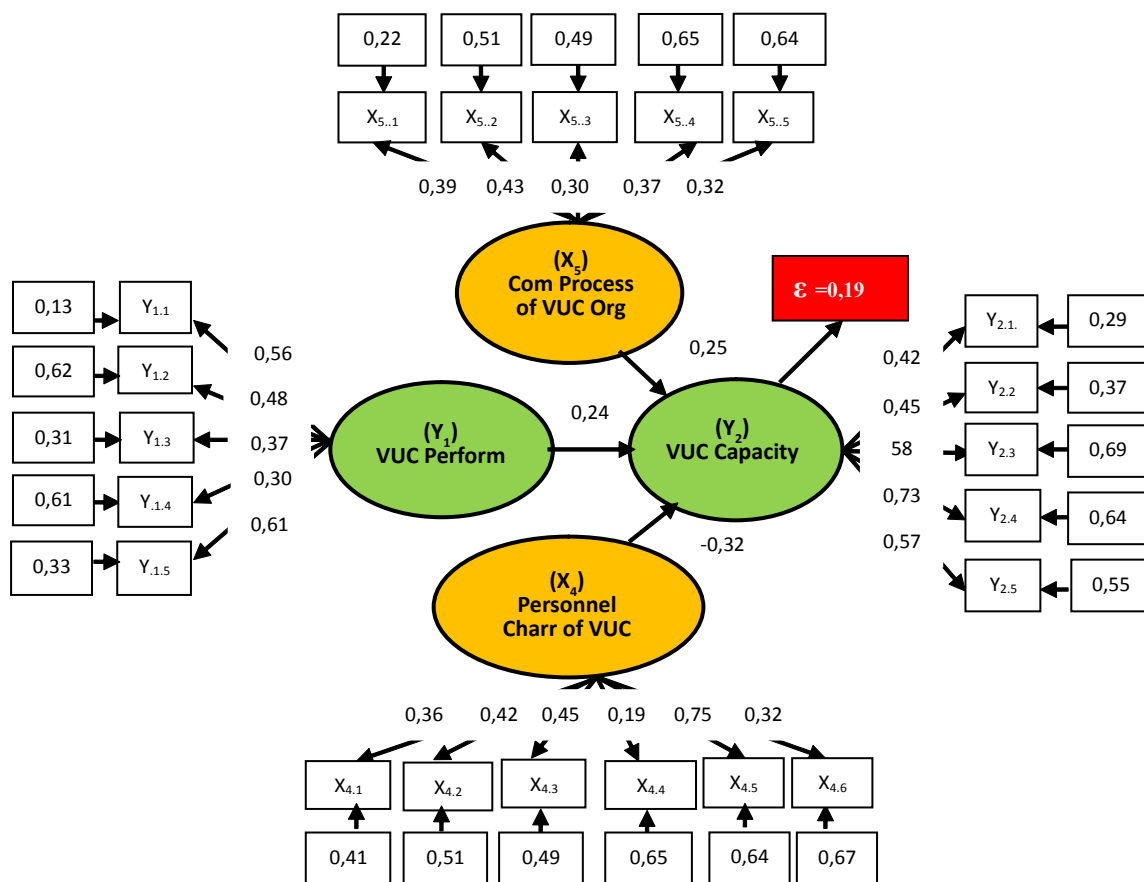 0,22 0,51 0,49 0,65 0,64
X5..1 X5..2 X5..3 X5..4 X5..5
0,39 0,43 0,30 0,37 0,32
(X5)
Com Process
of VUC Org
ε =0,19
0,13 Y1.1
0,62 Y1.2
0,31 Y1.3
0,61 Y.1.4
0,33 Y.1.5
0,56
0,48
0,37
0,30
0,61
(Y1)
VUC Perform
0,24
0,25
-0,32
(Y2)
VUC Capacity
0,42
0,45
58
0,73
0,57
Y2.1. 0,29
Y2.2 0,37
Y2.3 0,69
Y2.4 0,64
Y2.5 0,55
(X4)
Personnel
Charr of VUC
0,36 0,42 0,45 0,19 0,75 0,32
X4.1 X4.2 X4.3 X4.4 X4.5 X4.6
0,41 0,51 0,49 0,65 0,64 0,67